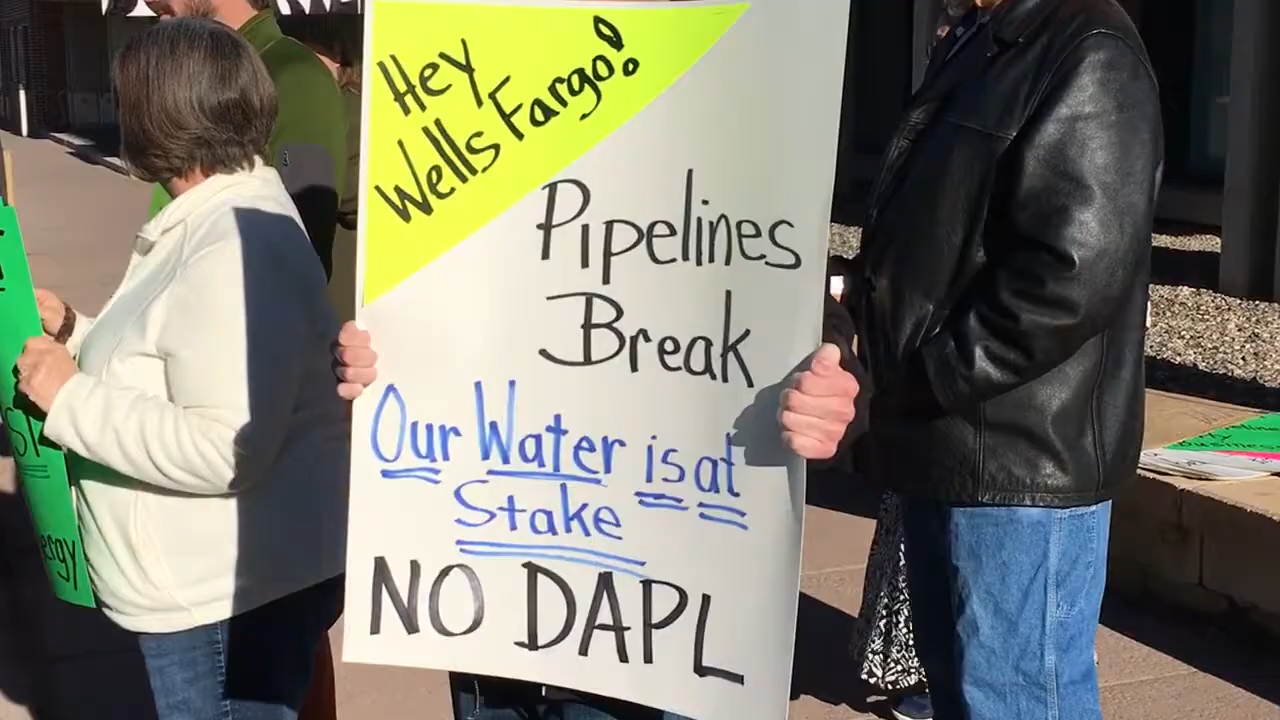 Hey
Wells Fargo!
Pipelines
Break
Our Water is at
Stake
NO DAPL